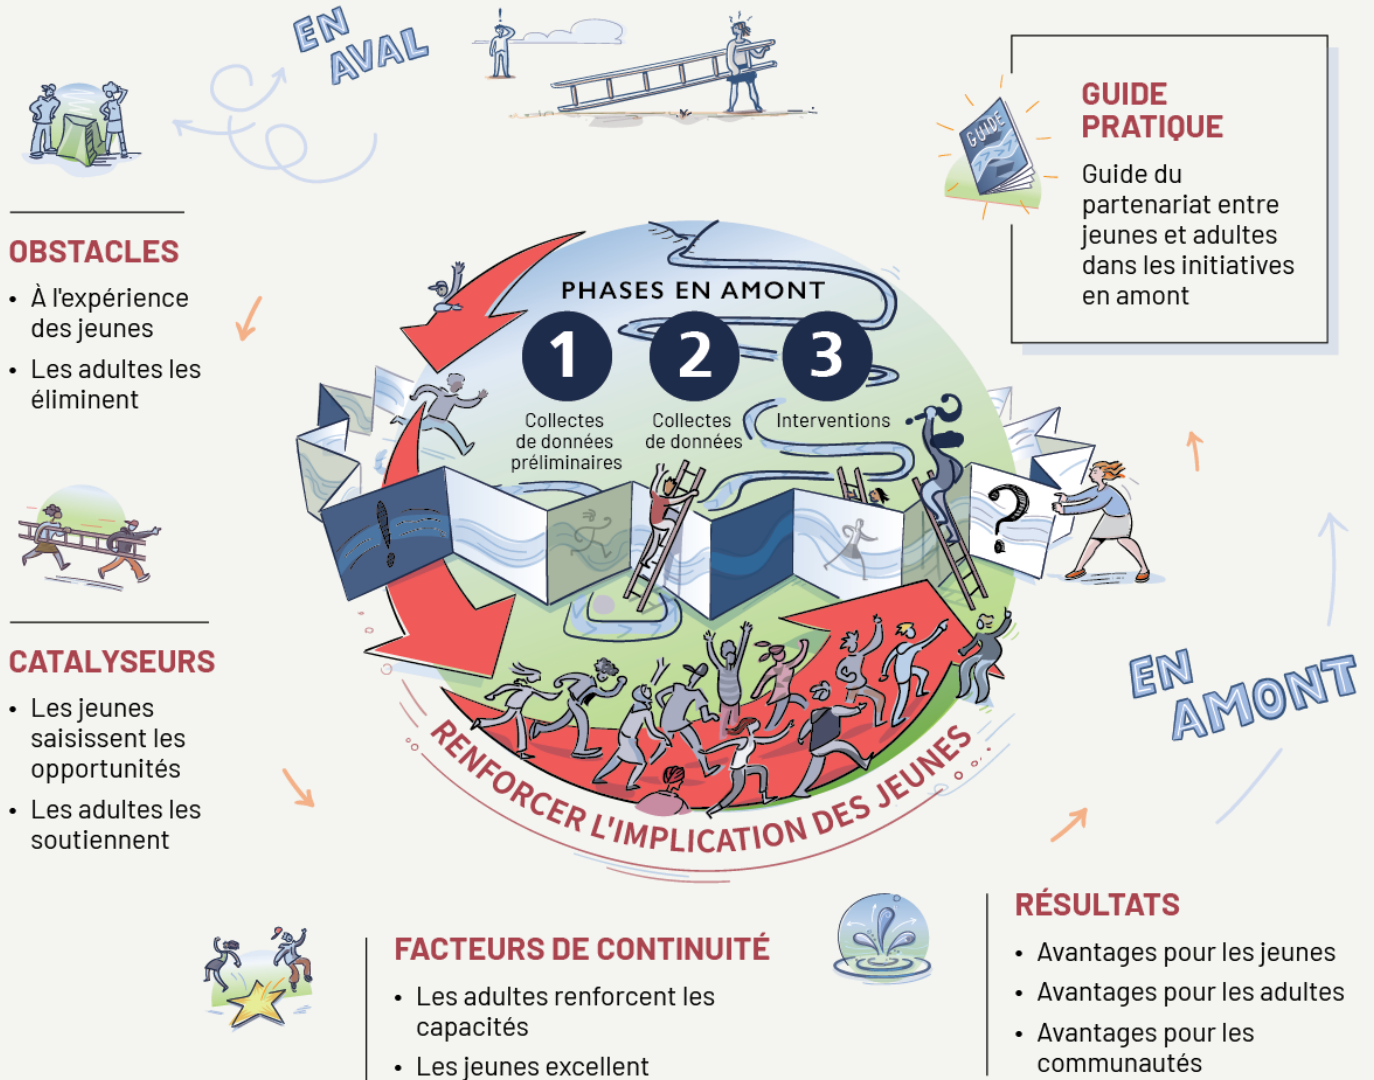 EN
AVAL
GUIDE
PRATIQUE
GUIDE
Guide du
partenariat entre
jeunes et adultes
dans les initiatives
en amont
OBSTACLES
• À l'expérience
des jeunes
• Les adultes les
éliminent
PHASES EN AMONT
1
2
3
Collectes
de données
préliminaires
Collectes
de données
Interventions
!
?
CATALYSEURS
• Les jeunes
saisissent les
opportunités
• Les adultes les
soutiennent
EN
AMONT
RENFORCER L'IMPLICATION DES JEUNES
FACTEURS DE CONTINUITÉ
• Les adultes renforcent les
capacités
• Les jeunes excellent
RÉSULTATS
• Avantages pour les jeunes
• Avantages pour les adultes
• Avantages pour les
communautés